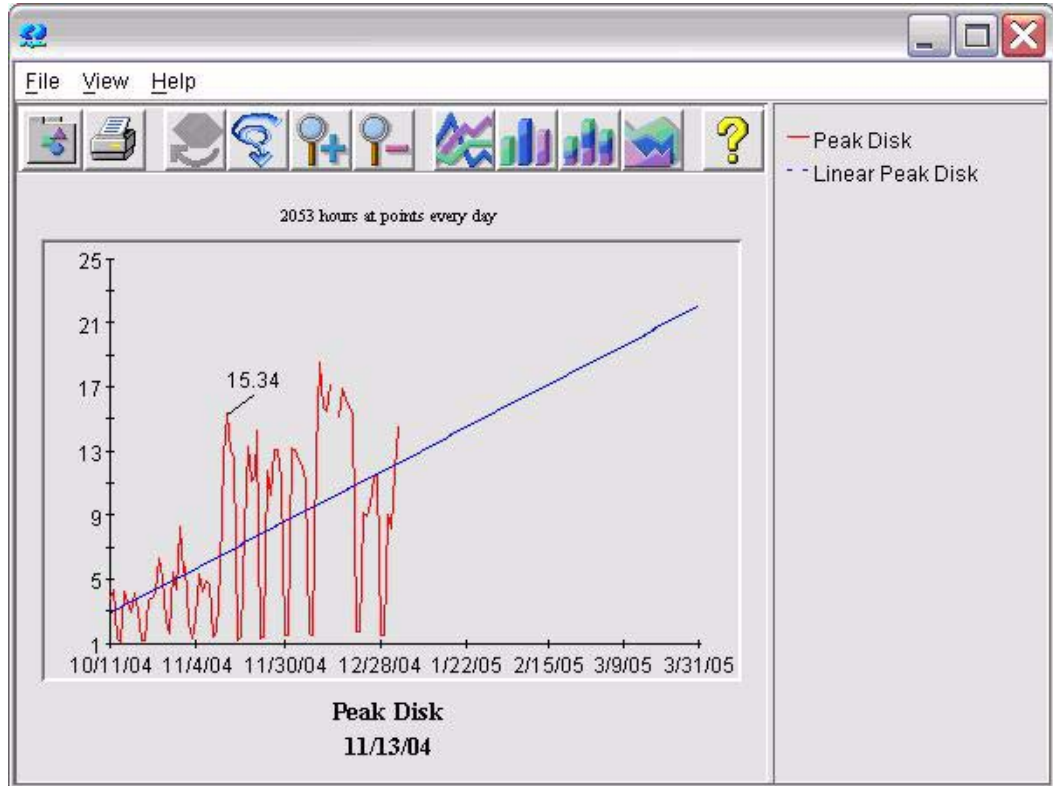 File View Help
Peak Disk
Linear Peak Disk
2053 hours at points every day
25
21
17
13
9
5
1
15.34
10/11/04 11/4/04 11/30/04 12/28/04 1/22/05 2/15/05 3/9/05 3/31/05
Peak Disk
11/13/04